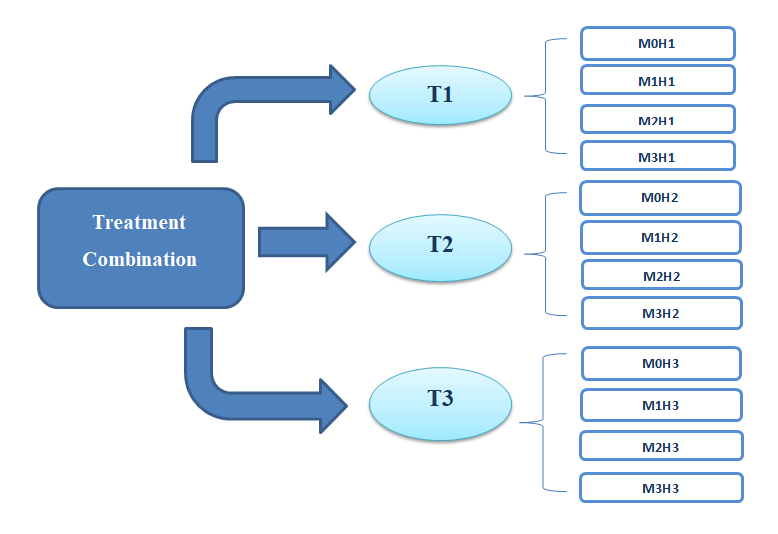 Treatment
Combination
T1
M0H1
M1H1
M2H1
M3H1
T2
M0H2
M1H2
M2H2
M3H2
T3
M0H3
M1H3
M2H3
M3H3